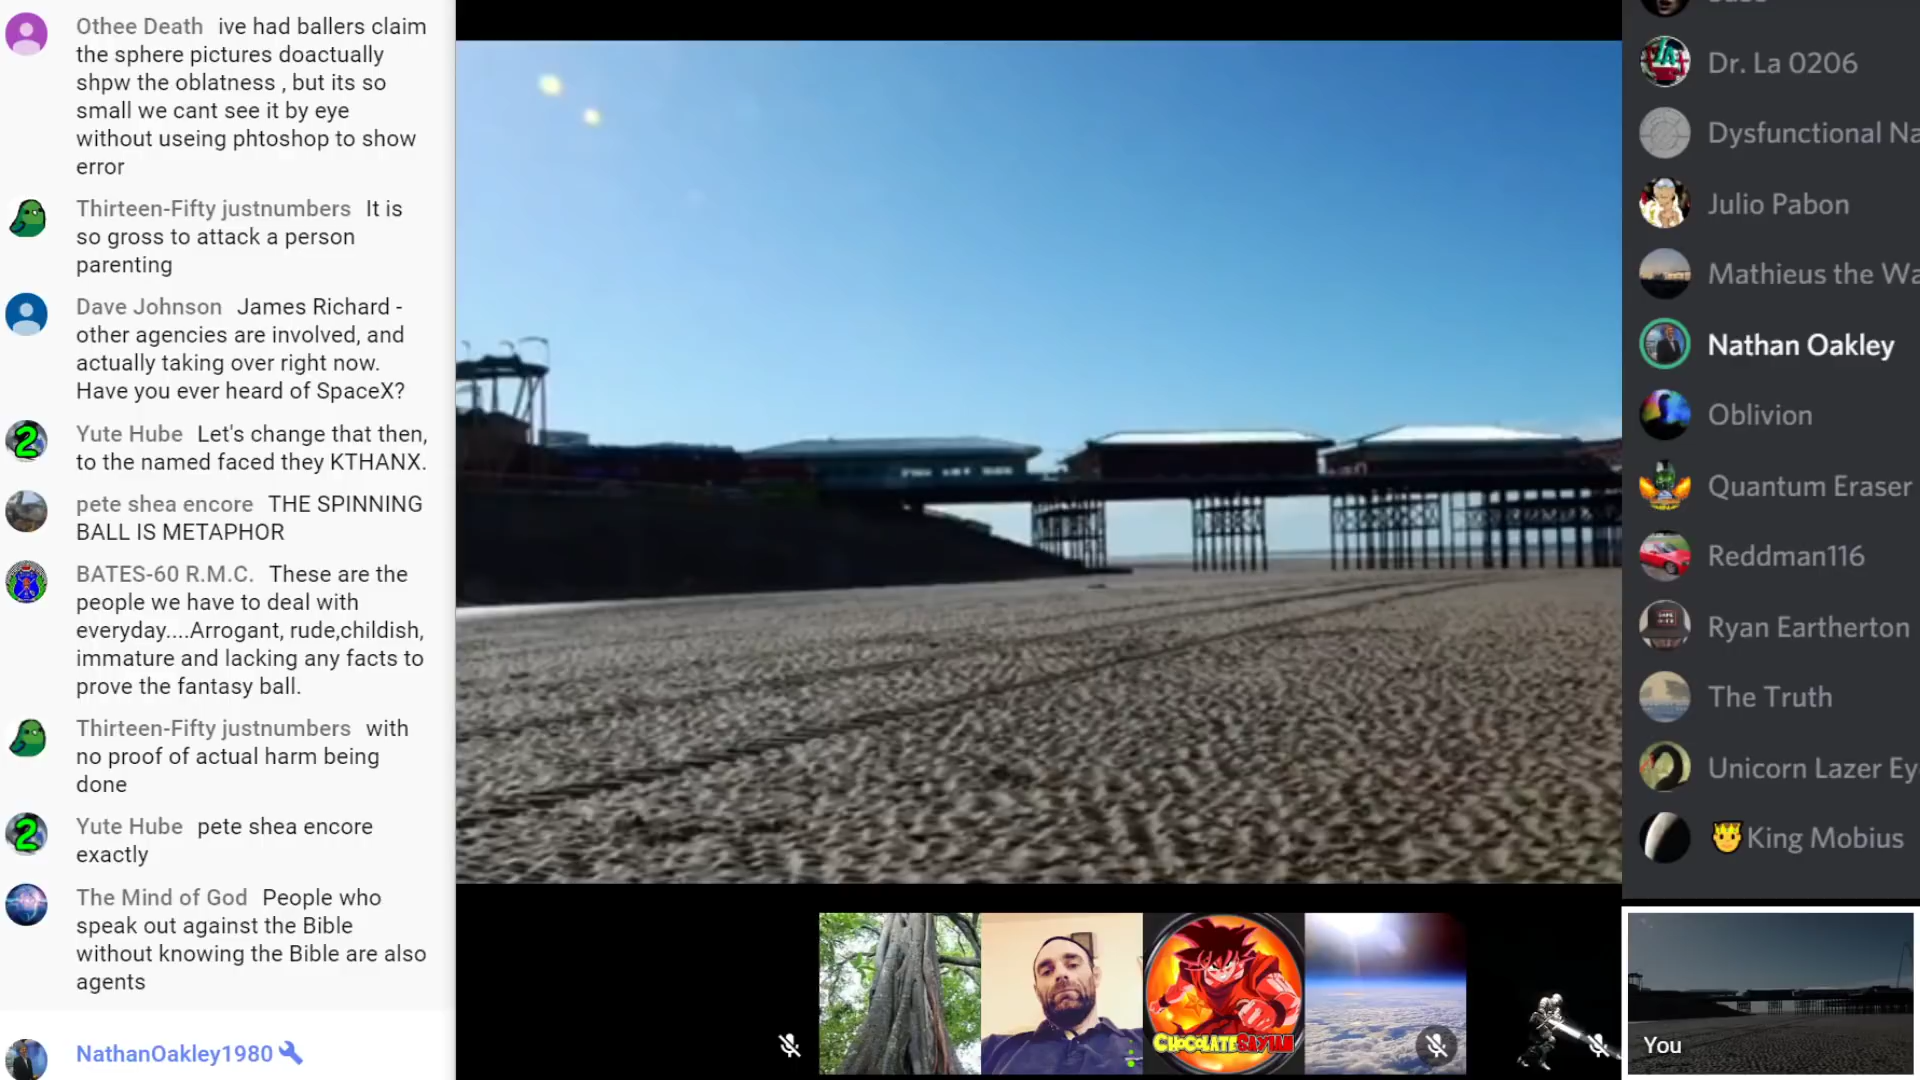 Othee Death ive had ballers claim
the sphere pictures doactually
shpw the oblatness , but its so
small we cant see it by eye
without useing phtoshop to show
error
Thirteen-Fifty justnumbers It is
so gross to attack a person
parenting
Dave Johnson James Richard -
other agencies are involved, and
actually taking over right now.
Have you ever heard of SpaceX?
Yute Hube Let's change that then,
to the named faced they KTHANX.
pete shea encore THE SPINNING
BALL IS METAPHOR
BATES-60 R.M.C. These are the
people we have to deal with
everyday....Arrogant, rude,childish,
immature and lacking any facts to
prove the fantasy ball.
Thirteen-Fifty justnumbers with
no proof of actual harm being
done
Yute Hube pete shea encore
exactly
The Mind of God People who
speak out against the Bible
without knowing the Bible are also
agents
NathanOakley1980
CHOCOLATE SAYIAN
Dr. La 0206
Dysfunctional Na
Julio Pabon
Mathieus the Wa
Nathan Oakley
Oblivion
Quantum Eraser
Reddman116
Ryan Eartherton
The Truth
Unicorn Lazer Ey
King Mobius
You